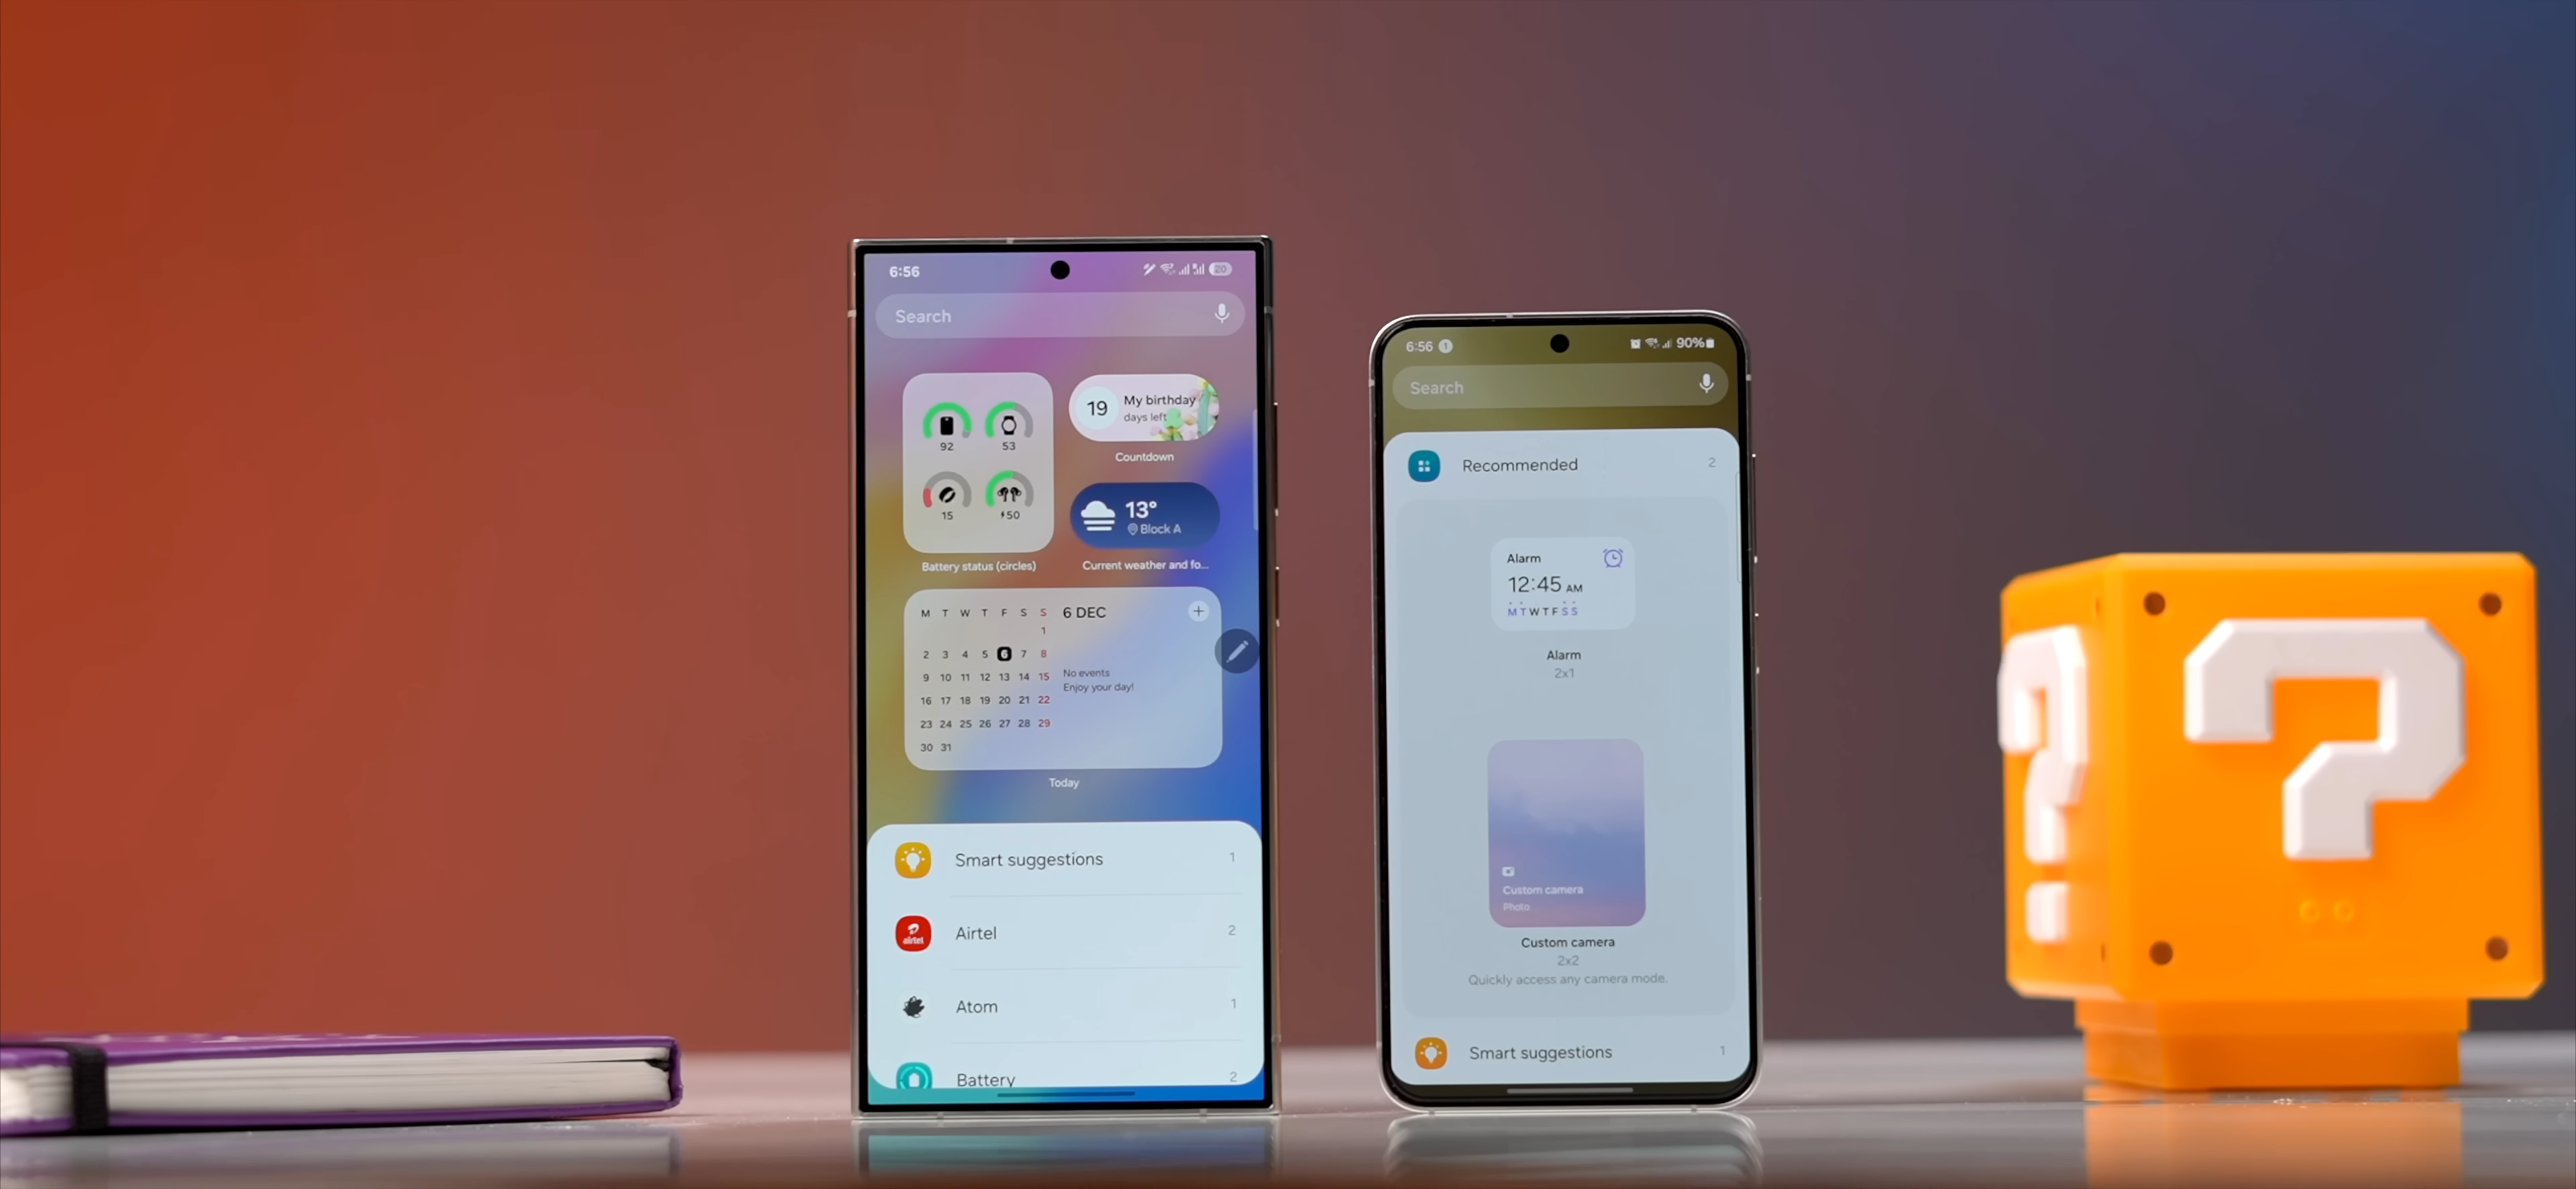 6:56
20
Search
92
53
15
50
Battery status (circles)
19
My birthday
days left
Countdown
13°
Block A
Current weather and fo...
M T W T F S S
1
2 3 4 5 6 7 8
9 10 11 12 13 14 15
16 17 18 19 20 21 22
23 24 25 26 27 28 29
30 31
6 DEC
+
No events
Enjoy your day!
Today
Smart suggestions 1
airtel
Airtel 2
Atom 1
Battery 2
6:56 1
90%
Search
Recommended 2
Alarm
12:45 AM
M T W T F S S
Alarm
2x1
Custom camera
Photo
Custom camera
2x2
Quickly access any camera mode.
Smart suggestions 1
?
?